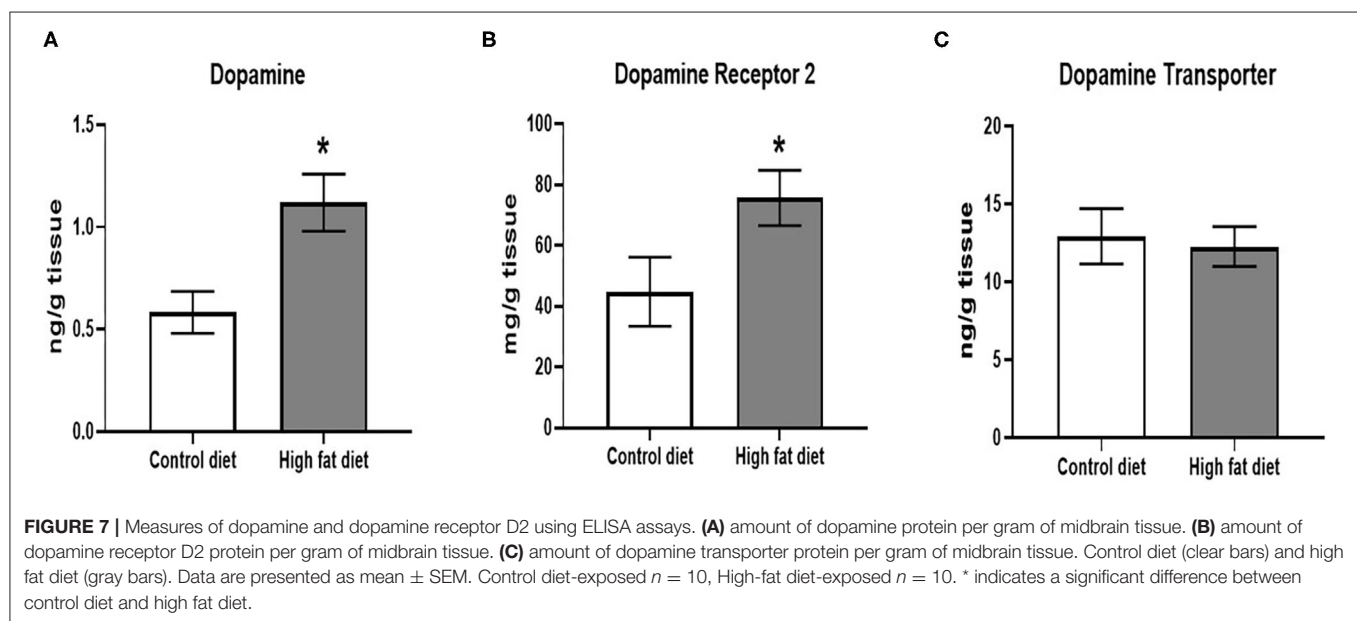 A
Dopamine
ng/g tissue
1.5
1.0
0.5
0.0
*
Control diet
High fat diet
B
Dopamine Receptor 2
mg/g tissue
100
80
60
40
20
0
*
Control diet
High fat diet
C
Dopamine Transporter
ng/g tissue
20
15
10
5
0
Control diet
High fat diet
FIGURE 7 | Measures of dopamine and dopamine receptor D2 using ELISA assays. (A) amount of dopamine protein per gram of midbrain tissue. (B) amount of
dopamine receptor D2 protein per gram of midbrain tissue. (C) amount of dopamine transporter protein per gram of midbrain tissue. Control diet (clear bars) and high
fat diet (gray bars). Data are presented as mean ± SEM. Control diet-exposed n = 10, High-fat diet-exposed n = 10. * indicates a significant difference between
control diet and high fat diet.